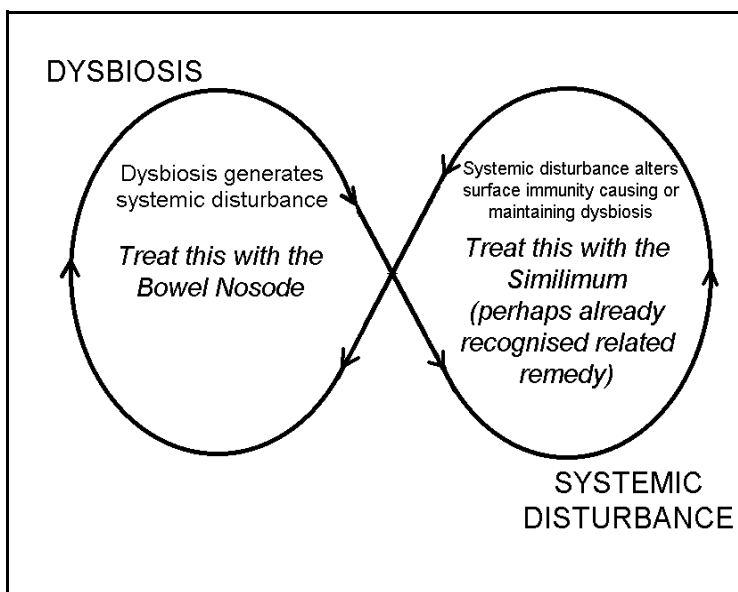 DYSBIOSIS
Dysbiosis generates
systemic disturbance
Treat this with the
Bowel Nosode
Systemic disturbance alters
surface immunity causing or
maintaining dysbiosis
Treat this with the
Similimum
(perhaps already
recognised related
remedy)
SYSTEMIC
DISTURBANCE